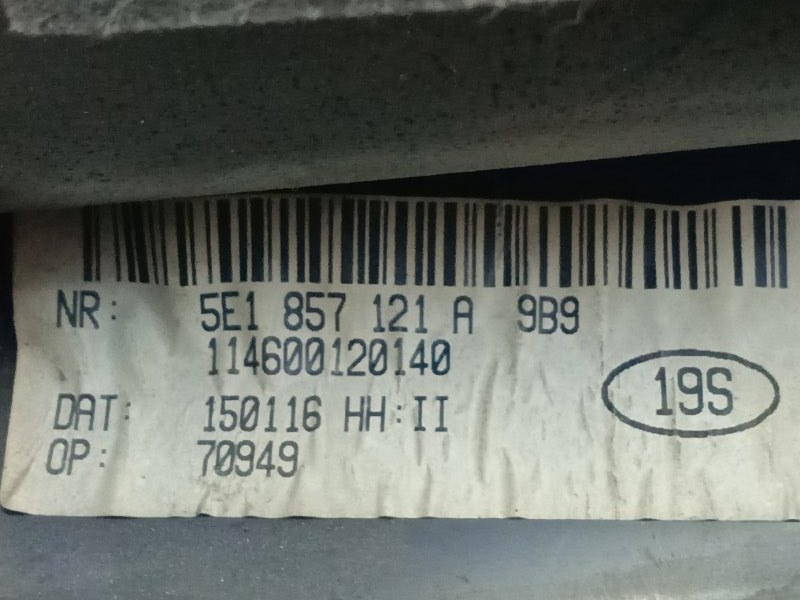 NR: 5E1 857 121 A 9B9
114600120140
19S
DAT: 150116 HH:II
OP: 70949